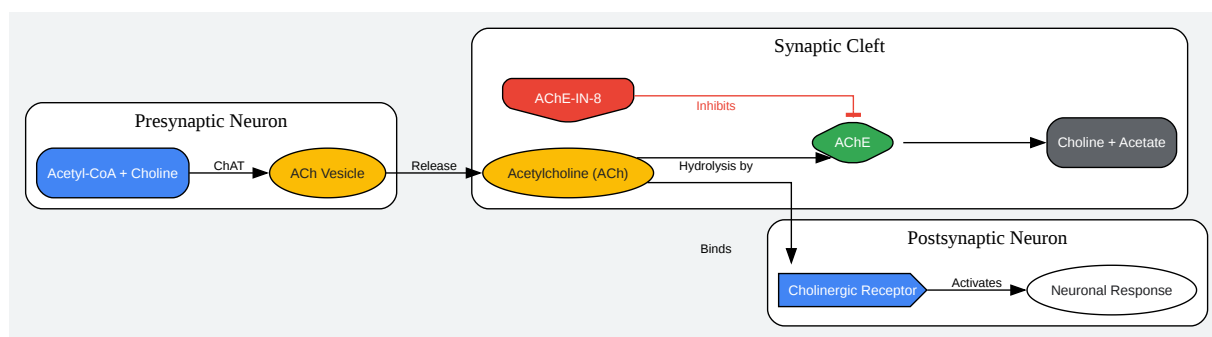 Synaptic Cleft
AChE-IN-8
Inhibits
Presynaptic Neuron
Acetyl-CoA + Choline
ChAT
ACh Vesicle
Release
Acetylcholine (ACh)
Hydrolysis by
AChE
Choline + Acetate
Postsynaptic Neuron
Binds
Cholinergic Receptor
Activates
Neuronal Response